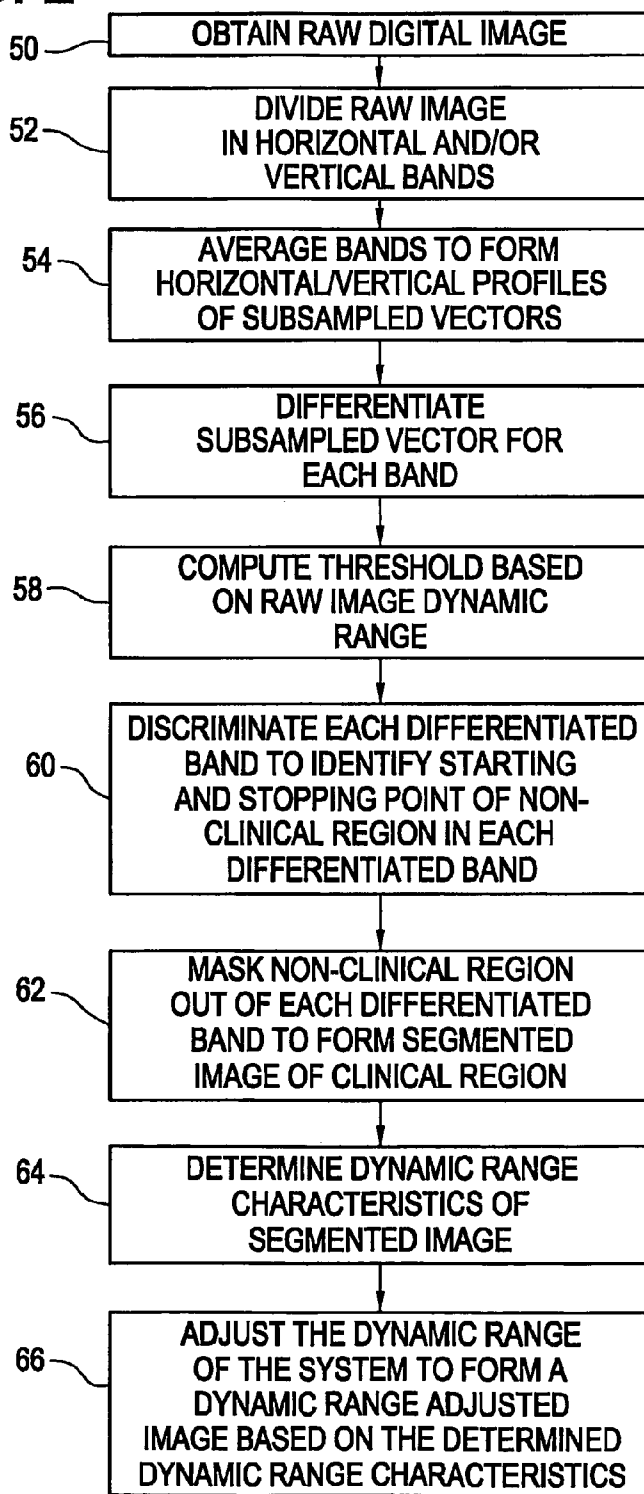 50
OBTAIN RAW DIGITAL IMAGE
52
DIVIDE RAW IMAGE
IN HORIZONTAL AND/OR
VERTICAL BANDS
54
AVERAGE BANDS TO FORM
HORIZONTAL/VERTICAL PROFILES
OF SUBSAMPLED VECTORS
56
DIFFERENTIATE
SUBSAMPLED VECTOR FOR
EACH BAND
58
COMPUTE THRESHOLD BASED
ON RAW IMAGE DYNAMIC
RANGE
60
DISCRIMINATE EACH DIFFERENTIATED
BAND TO IDENTIFY STARTING
AND STOPPING POINT OF NON-
CLINICAL REGION IN EACH
DIFFERENTIATED BAND
62
MASK NON-CLINICAL REGION
OUT OF EACH DIFFERENTIATED
BAND TO FORM SEGMENTED
IMAGE OF CLINICAL REGION
64
DETERMINE DYNAMIC RANGE
CHARACTERISTICS OF
SEGMENTED IMAGE
66
ADJUST THE DYNAMIC RANGE
OF THE SYSTEM TO FORM A
DYNAMIC RANGE ADJUSTED
IMAGE BASED ON THE DETERMINED
DYNAMIC RANGE CHARACTERISTICS